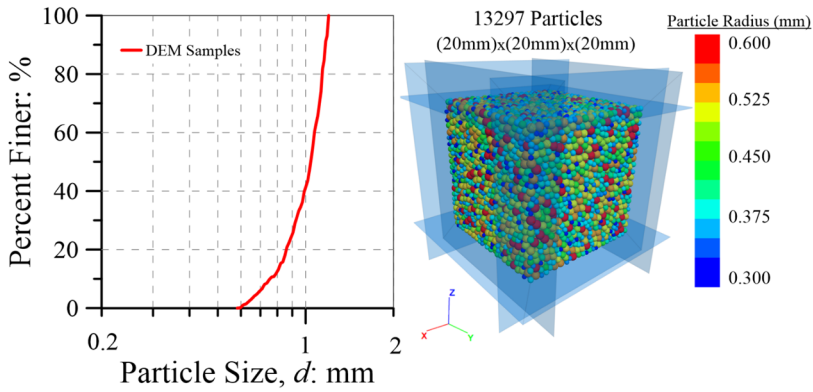 100
80
60
40
20
0
Percent Finer: %
DEM Samples
0.2
1
2
Particle Size, d: mm
13297 Particles
(20mm)x(20mm)x(20mm)
Z
X
Y
Particle Radius (mm)
0.600
0.525
0.450
0.375
0.300